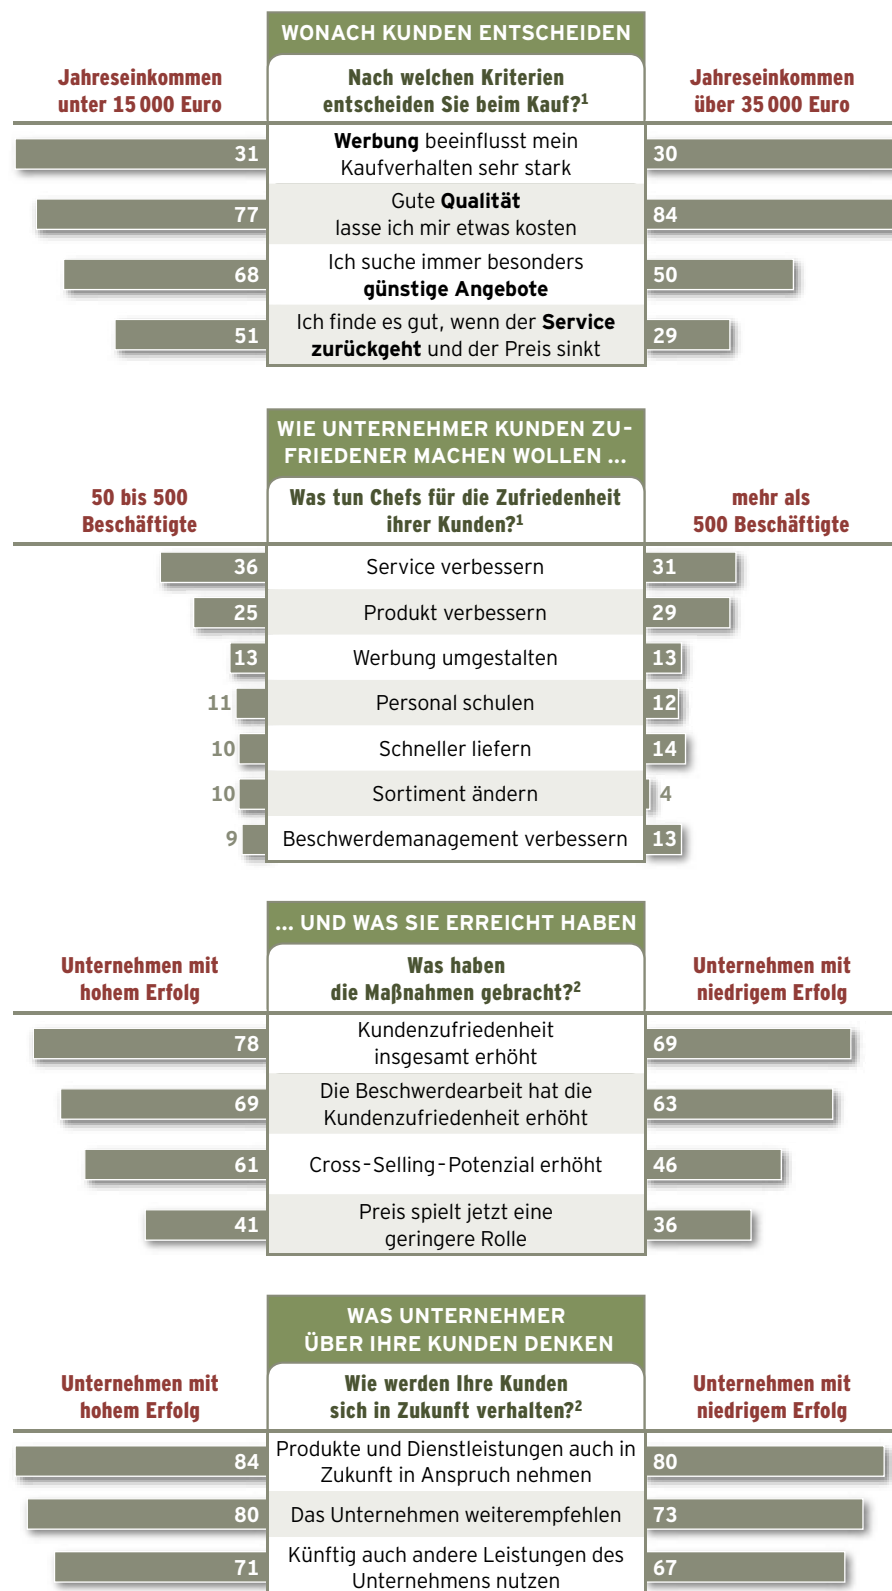 WONACH KUNDEN ENTSCHEIDEN
Jahreseinkommen
unter 15 000 Euro
Nach welchen Kriterien
entscheiden Sie beim Kauf?¹
Jahreseinkommen
über 35 000 Euro
31
Werbung beeinflusst mein
Kaufverhalten sehr stark
30
77
Gute Qualität
lasse ich mir etwas kosten
84
68
Ich suche immer besonders
günstige Angebote
50
51
Ich finde es gut, wenn der Service
zurückgeht und der Preis sinkt
29
WIE UNTERNEHMER KUNDEN ZU-
FRIEDENER MACHEN WOLLEN ...
50 bis 500
Beschäftigte
Was tun Chefs für die Zufriedenheit
ihrer Kunden?¹
mehr als
500 Beschäftigte
36 Service verbessern 31
25 Produkt verbessern 29
13 Werbung umgestalten 13
11 Personal schulen 12
10 Schneller liefern 14
10 Sortiment ändern 4
9 Beschwerdemanagement verbessern 13
... UND WAS SIE ERREICHT HABEN
Unternehmen mit
hohem Erfolg
Was haben
die Maßnahmen gebracht?²
Unternehmen mit
niedrigem Erfolg
78
Kundenzufriedenheit
insgesamt erhöht
69
69
Die Beschwerdearbeit hat die
Kundenzufriedenheit erhöht
63
61 Cross-Selling-Potenzial erhöht 46
41
Preis spielt jetzt eine
geringere Rolle
36
WAS UNTERNEHMER
ÜBER IHRE KUNDEN DENKEN
Unternehmen mit
hohem Erfolg
Wie werden Ihre Kunden
sich in Zukunft verhalten?²
Unternehmen mit
niedrigem Erfolg
84
Produkte und Dienstleistungen auch in
Zukunft in Anspruch nehmen
80
80 Das Unternehmen weiterempfehlen 73
71
Künftig auch andere Leistungen des
Unternehmens nutzen
67